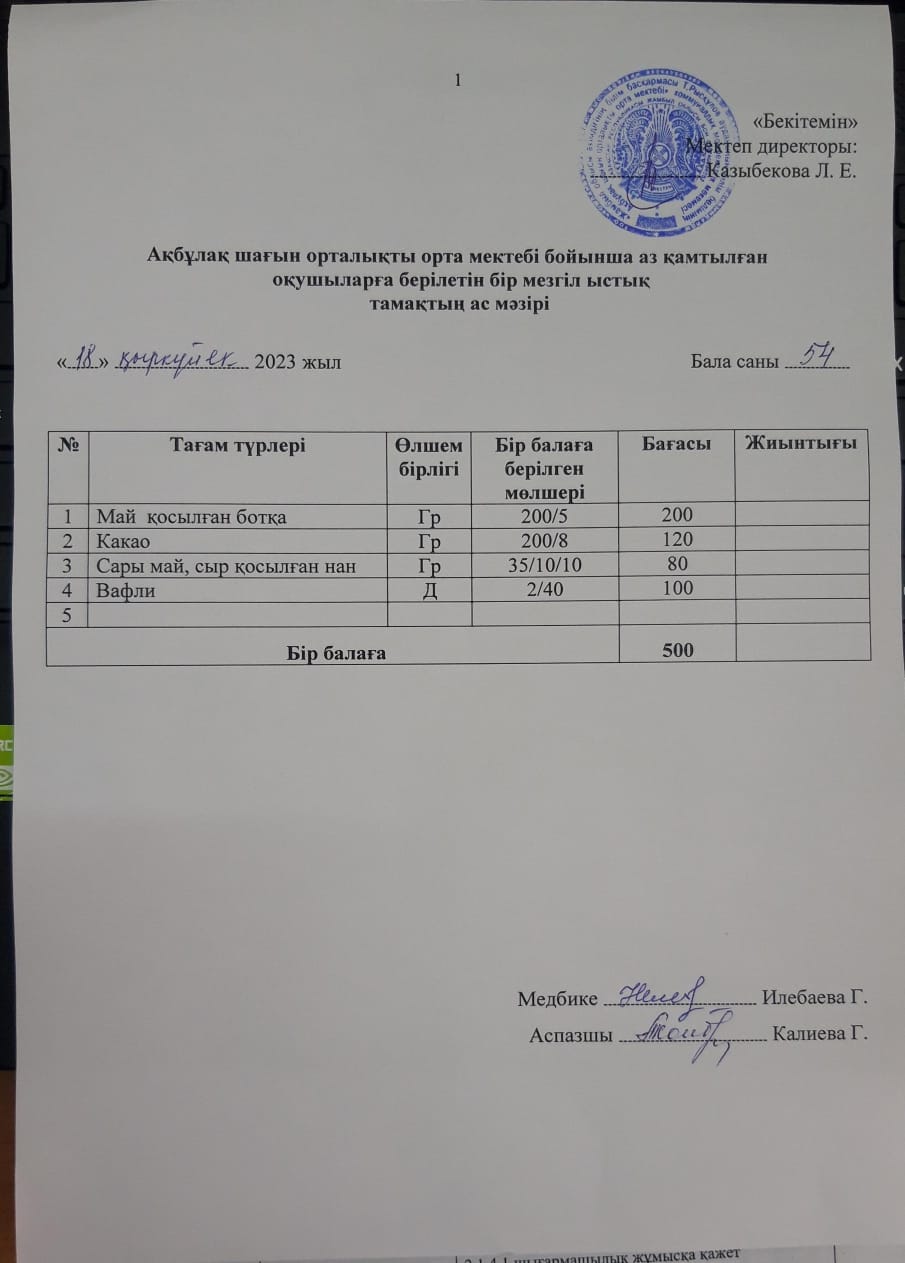 1
«Бекітемін»
Мектеп директоры:
Казыбекова Л. Е.
Ақбұлақ шағын орталықты орта мектебі бойынша аз қамтылған
оқушыларға берілетін бір мезгіл ыстық
тамақтың ас мәзірі
«18» қыркүйек 2023 жыл Бала саны 54
№ Тағам түрлері Өлшем бірлігі Бір балаға берілген мөлшері Бағасы Жиынтығы
1 Май қосылған ботқа Гр 200/5 200
2 Какао Гр 200/8 120
3 Сары май, сыр қосылған нан Гр 35/10/10 80
4 Вафли Д 2/40 100
5
Бір балаға 500
Медбике Илебаева Г.
Аспазшы Калиева Г.
шығармашылық жұмысқа қажет